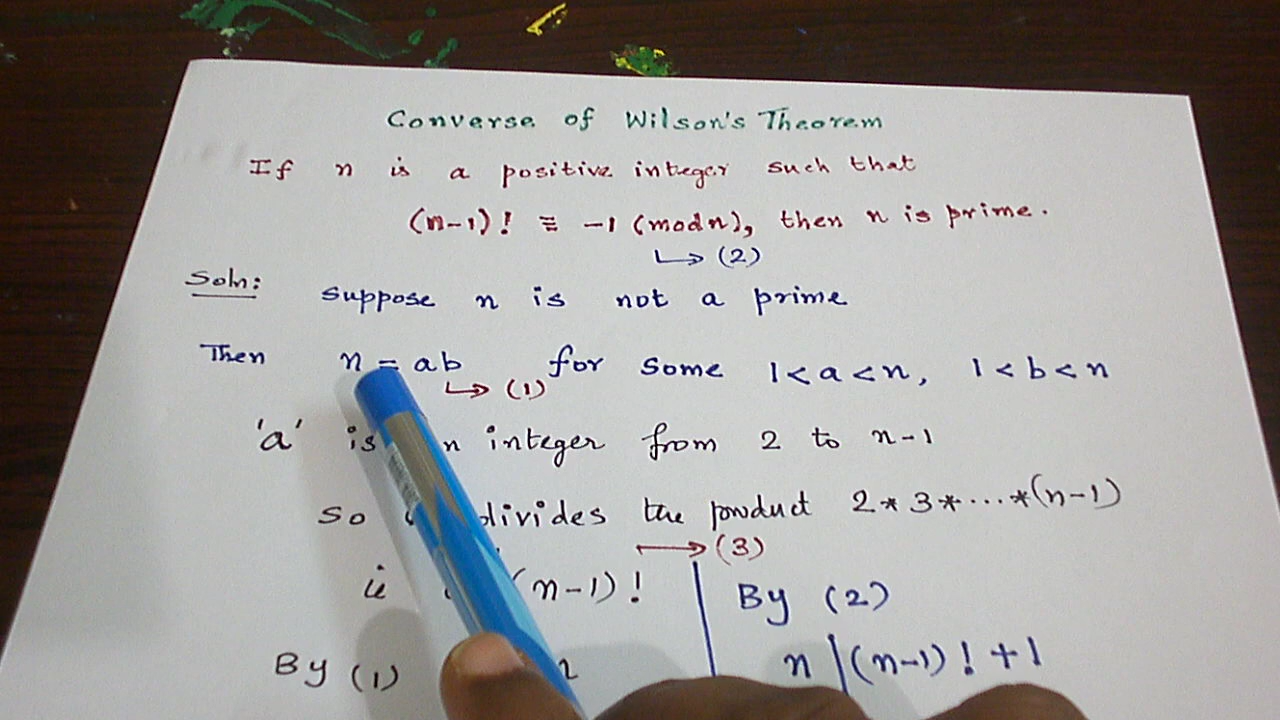 Converse of Wilson's Theorem
If n is a positive integer such that
(n-1)! ≡ -1 (mod n), then n is prime.
↳ (2)
Soln: Suppose n is not a prime
Then n = ab for some 1<a<n, 1<b<n
↳ (1)
'a' is n integer from 2 to n-1
So divides the product 2*3*...*(n-1)
⟼ (3)
ie (n-1)!
By (2)
n | (n-1)! + 1
By (1)